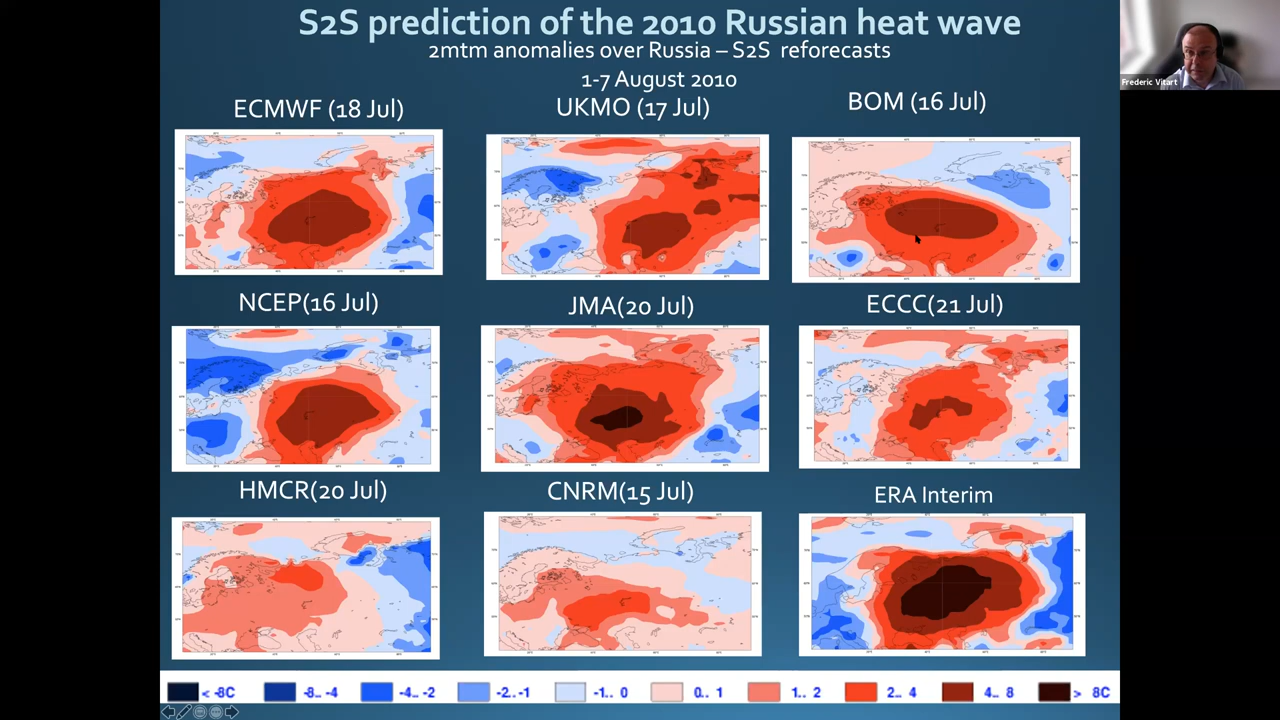 S2S prediction of the 2010 Russian heat wave
2mtm anomalies over Russia – S2S reforecasts
1-7 August 2010
ECMWF (18 Jul)
UKMO (17 Jul)
BOM (16 Jul)
NCEP(16 Jul)
JMA(20 Jul)
ECCC(21 Jul)
HMCR(20 Jul)
CNRM(15 Jul)
ERA Interim
< -8C -8.. -4 -4.. -2 -2..-1 -1.. 0 0.. 1 1.. 2 2.. 4 4.. 8 > 8C
Frederic Vitart